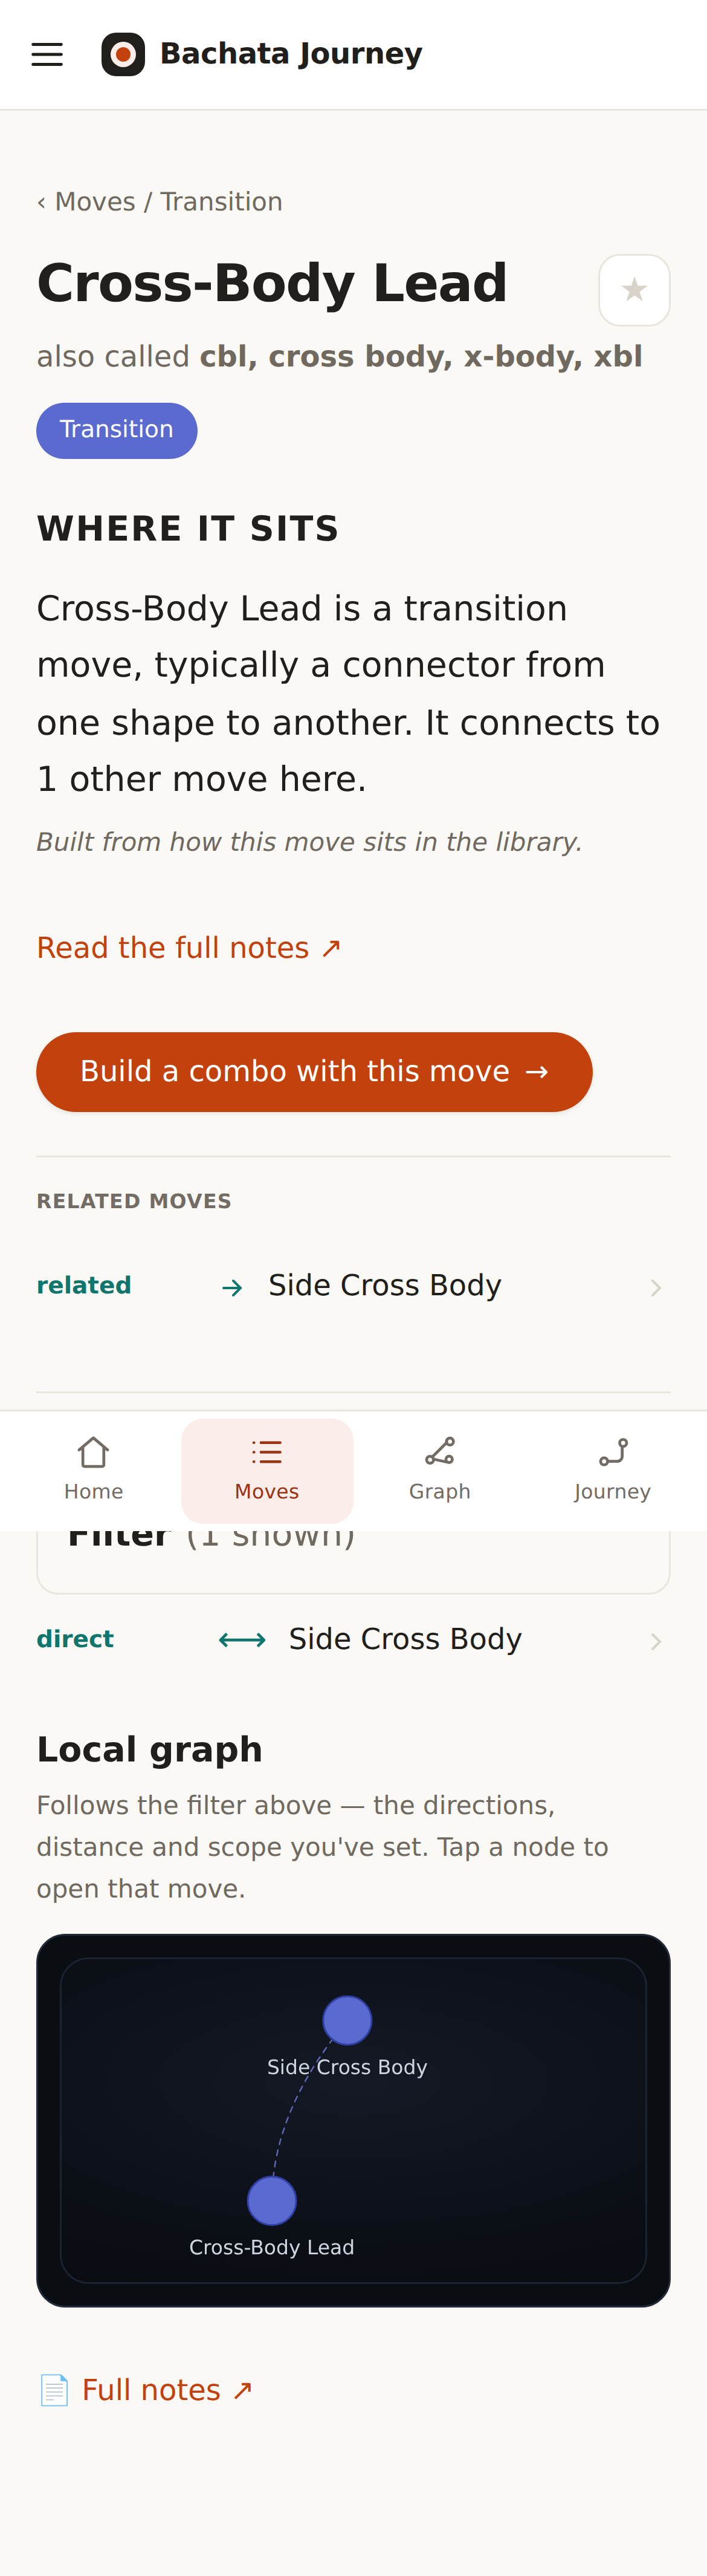 Bachata Journey
‹ Moves / Transition
Cross-Body Lead
★
also called cbl, cross body, x-body, xbl
Transition
WHERE IT SITS
Cross-Body Lead is a transition
move, typically a connector from
one shape to another. It connects to
1 other move here.
Built from how this move sits in the library.
Read the full notes ↗
Build a combo with this move →
RELATED MOVES
related → Side Cross Body ›
Home Moves Graph Journey
Filter (1 shown)
direct ⟷ Side Cross Body ›
Local graph
Follows the filter above — the directions,
distance and scope you've set. Tap a node to
open that move.
Side Cross Body
Cross-Body Lead
📄 Full notes ↗